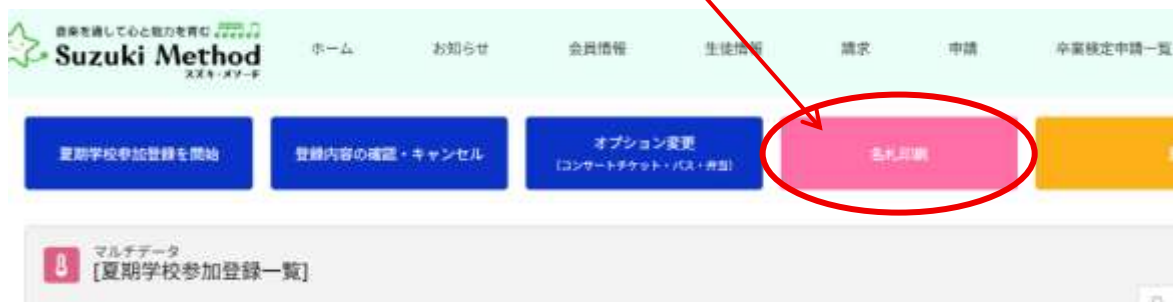 音楽を通して心と能力を育む
Suzuki Method
スズキ・メソード
ホーム
お知らせ
会員情報
生徒情報
請求
申請
卒業検定申請一覧
夏期学校参加登録を開始
登録内容の確認・キャンセル
オプション変更
(コンサートチケット・バス・弁当)
名札印刷
マルチデータ
[夏期学校参加登録一覧]